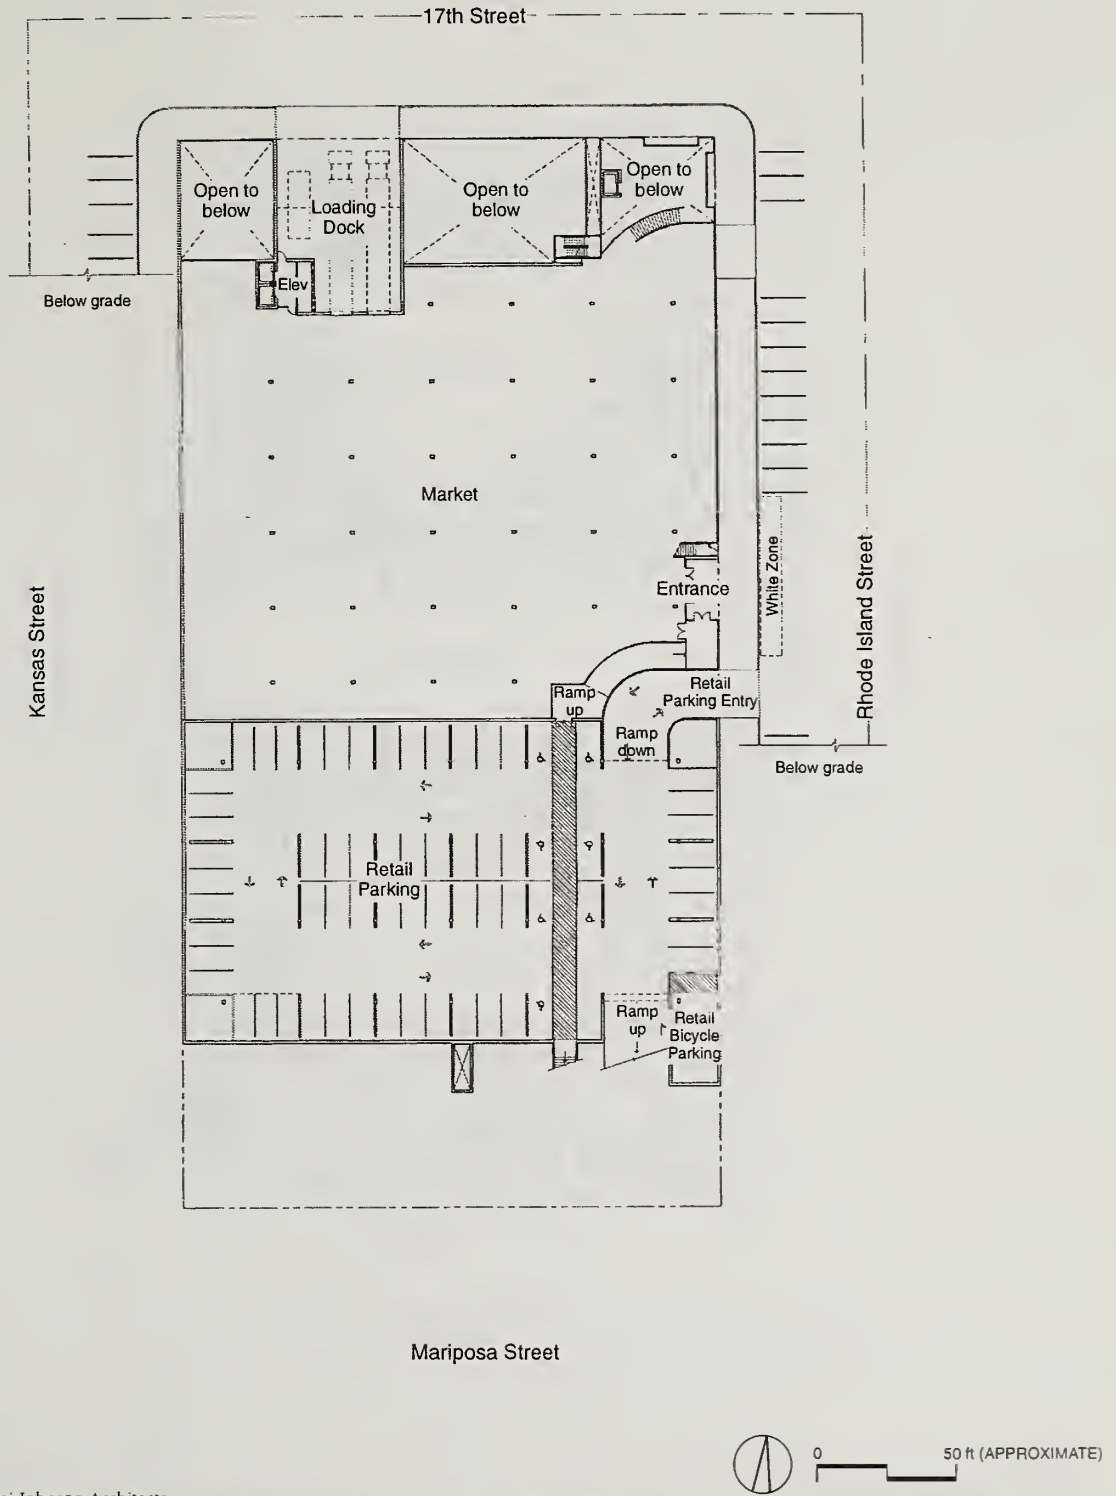 17th Street
Open to
below
Loading
Dock
Open to
below
Open to
below
Elev
Below grade
Market
Kansas Street
Entrance
White Zone
Rhode Island Street
Ramp
up
Retail
Parking Entry
Ramp
down
Below grade
Retail
Parking
Ramp
up
Retail
Bicycle
Parking
Mariposa Street
0
50 ft (APPROXIMATE)